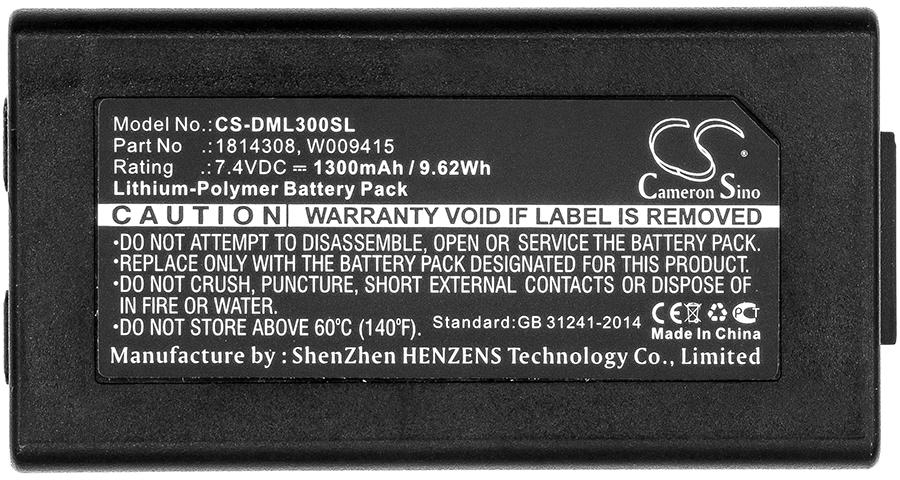 Model No.:CS-DML300SL
Part No :1814308, W009415
Rating :7.4VDC ⎓ 1300mAh / 9.62Wh
Lithium-Polymer Battery Pack
CS
®
Cameron Sino
CAUTION WARRANTY VOID IF LABEL IS REMOVED
•DO NOT ATTEMPT TO DISASSEMBLE, OPEN OR SERVICE THE BATTERY PACK.
•REPLACE ONLY WITH THE BATTERY PACK DESIGNATED FOR THIS PRODUCT.
•DO NOT CRUSH, PUNCTURE, SHORT EXTERNAL CONTACTS OR DISPOSE OF
IN FIRE OR WATER.
•DO NOT STORE ABOVE 60°C (140°F).
Standard:GB 31241-2014
CE PCT
Made In China
Manufacture by : ShenZhen HENZENS Technology Co., Limited